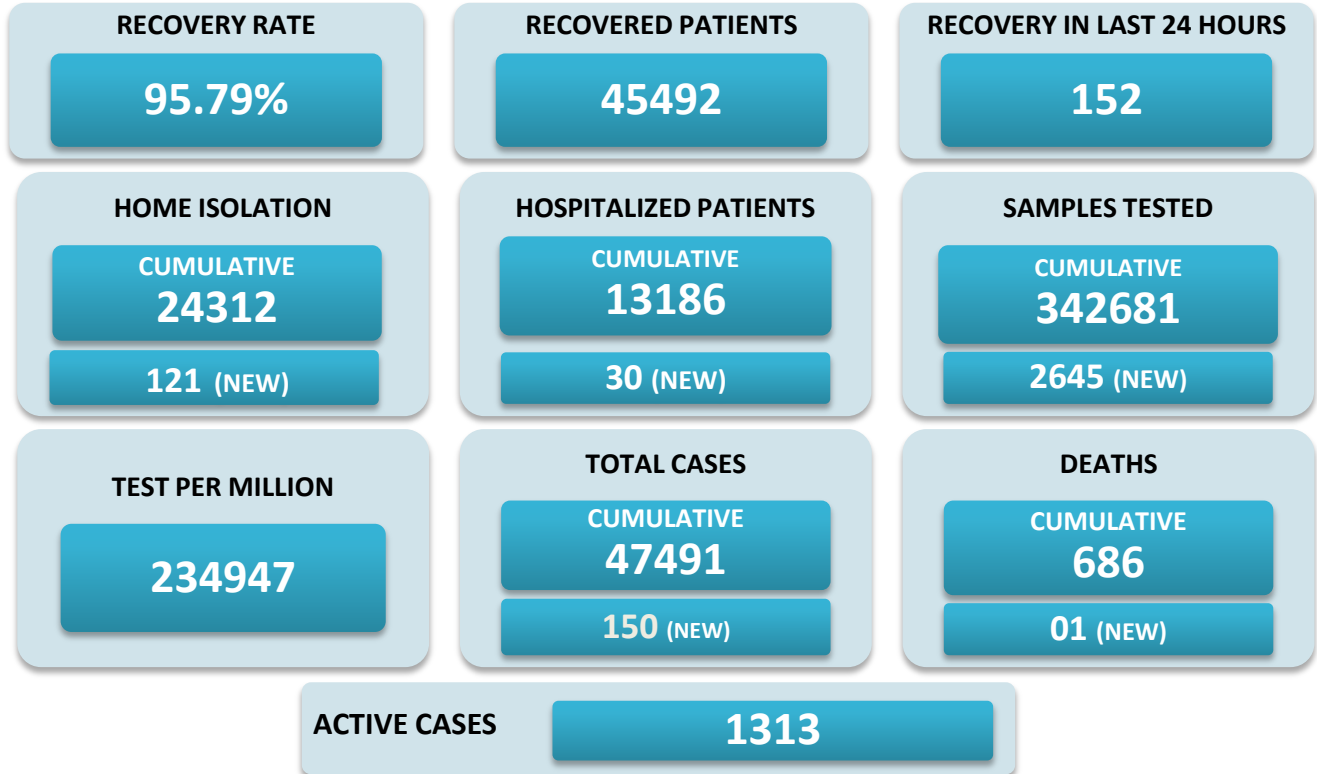 RECOVERY RATE
95.79%
RECOVERED PATIENTS
45492
RECOVERY IN LAST 24 HOURS
152
HOME ISOLATION
CUMULATIVE
24312
121 (NEW)
HOSPITALIZED PATIENTS
CUMULATIVE
13186
30 (NEW)
SAMPLES TESTED
CUMULATIVE
342681
2645 (NEW)
TEST PER MILLION
234947
TOTAL CASES
CUMULATIVE
47491
150 (NEW)
DEATHS
CUMULATIVE
686
01 (NEW)
ACTIVE CASES
1313